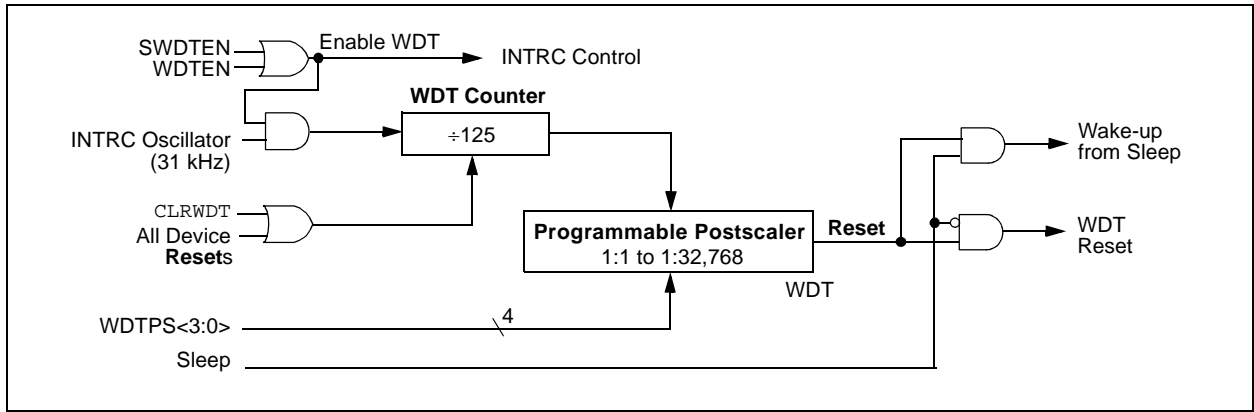 SWDTEN
WDTEN
Enable WDT
INTRC Control
WDT Counter
÷125
INTRC Oscillator
(31 kHz)
Wake-up
from Sleep
CLRWDT
All Device
Resets
Programmable Postscaler
1:1 to 1:32,768
Reset
WDT
Reset
WDT
WDTPS<3:0>
4
Sleep